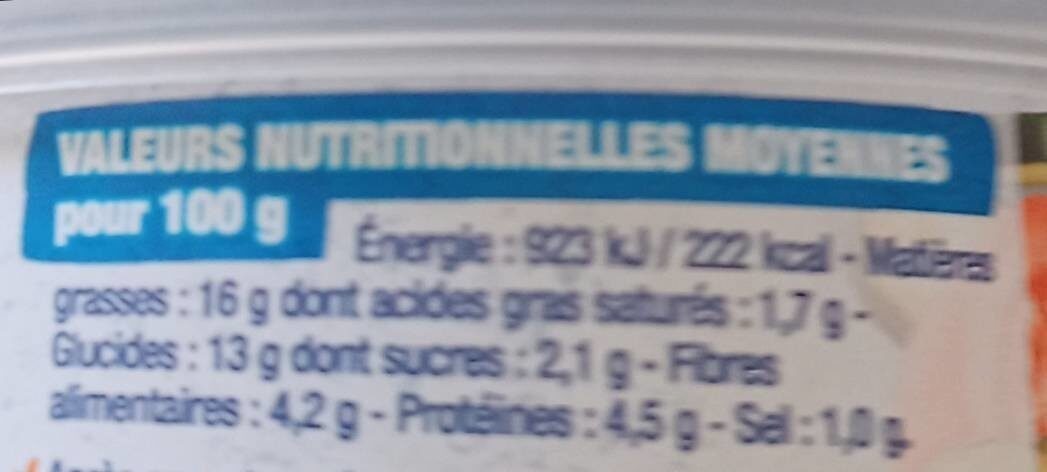 VALEURS NUTRITIONNELLES MOYENNES
pour 100 g
Énergie : 923 kJ / 222 kcal - Matières
grasses : 16 g dont acides gras saturés : 1,7 g -
Glucides : 13 g dont sucres : 2,1 g - Fibres
alimentaires : 4,2 g - Protéines : 4,5 g - Sel : 1,0 g.